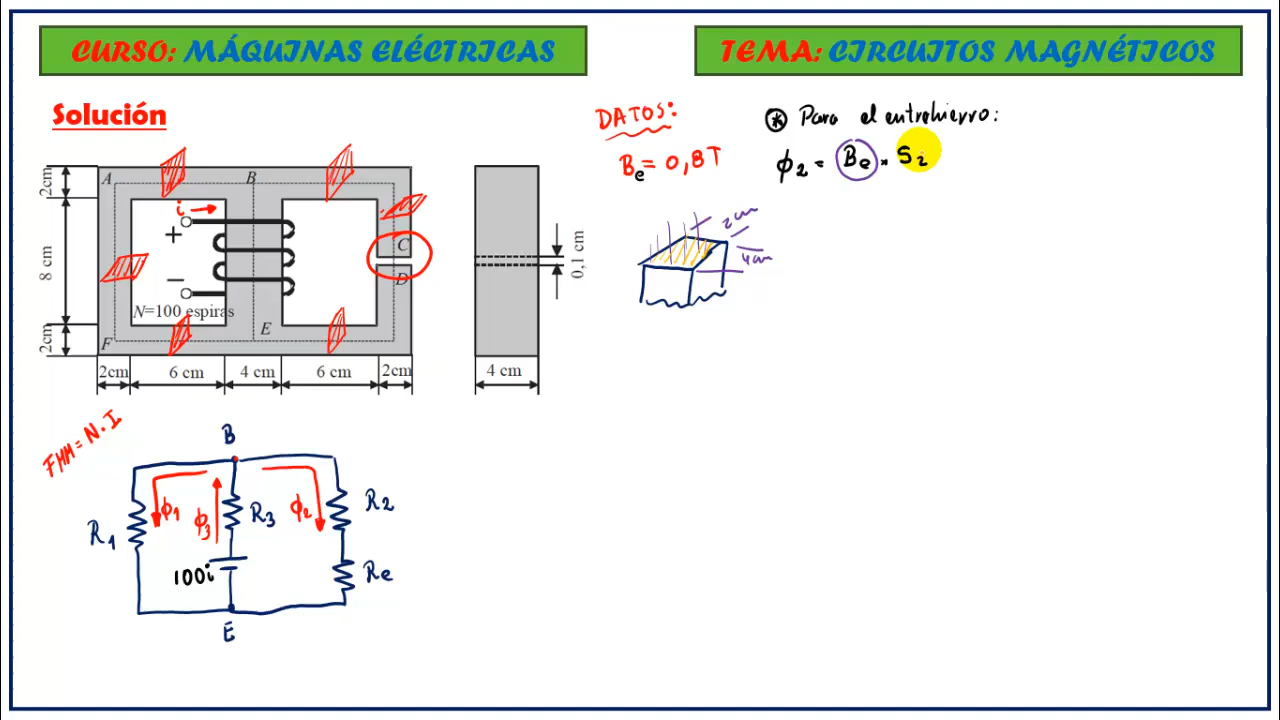 CURSO: MÁQUINAS ELÉCTRICAS
TEMA: CIRCUITOS MAGNÉTICOS
Solución
DATOS:
Be = 0,8T
* Para el entrehierro:
ϕ2 = Be * S2
2cm
4cm
2cm
8 cm
2cm
A
B
C
D
E
F
i
+
−
N=100 espiras
2cm
6 cm
4 cm
6 cm
2cm
0,1 cm
4 cm
FMM = N.I
B
R1
ϕ1
ϕ3
R3
ϕ2
R2
100i
Re
E